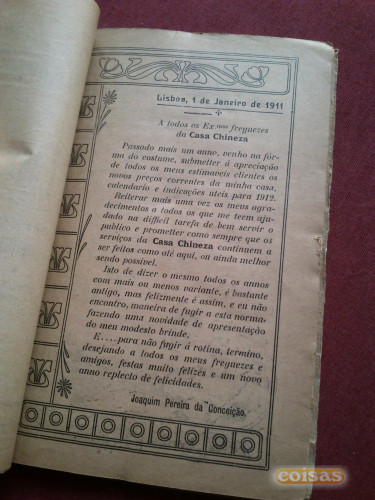 Lisboa, 1 de Janeiro de 1911
A todos os Ex.mos freguezes
da Casa Chineza
Passado mais um anno, venho na fór-
ma do costume, submetter á apreciação
de todos os meus estimaveis clientes os
novos preços correntes da minha casa,
calendario e indicações uteis para 1912.
Reiterar mais uma vez os meus agra-
decimentos a todos os que me teem aju-
dado na difficil tarefa de bem servir o
publico e prometter como sempre que os
serviços da Casa Chineza continuem a
ser feitos como até aqui, ou ainda melhor
sendo possivel.
Isto de dizer o mesmo todos os annos
com mais ou menos variante, é bastante
antigo, mas felizmente é assim, e eu não
encontro, maneira de fugir a esta norma
fazendo uma novidade de apresentação
do meu modesto brinde.
E....para não fugir á rotina, termino,
desejando a todos os meus freguezes e
amigos, festas muito felizes e um novo
anno replecto de felicidades.
Joaquim Pereira da Conceição.
coisas